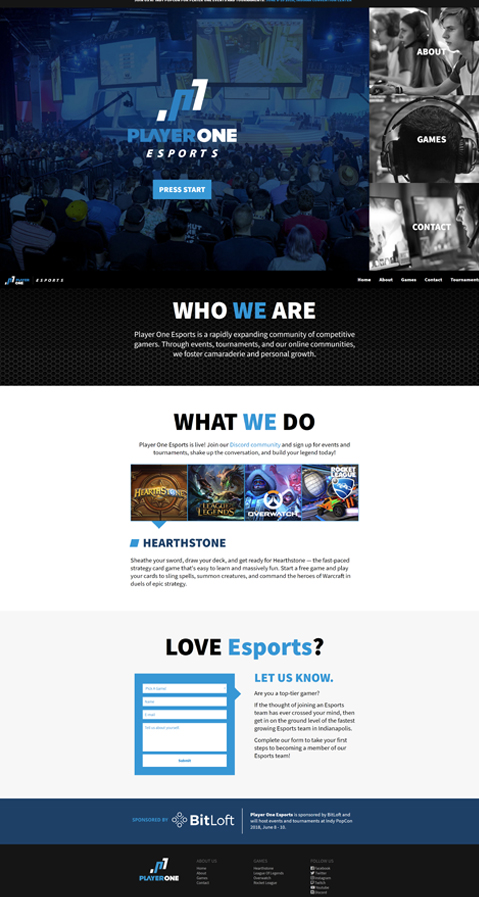 PLAYERONE
ESPORTS
PRESS START
ABOUT
GAMES
CONTACT
PLAYER
ONE
ESPORTS
Home About Games Contact Tournament
WHO WE ARE
Player One Esports is a rapidly expanding community of competitive
gamers. Through events, tournaments, and our online communities,
we foster camaraderie and personal growth.
WHAT WE DO
Player One Esports is live! Join our Discord community and sign up for events and
tournaments, shake up the conversation, and build your legend today!
HEARTHSTONE
LEAGUE OF
LEGENDS
OVERWATCH
ROCKET
LEAGUE
HEARTHSTONE
Sheathe your sword, draw your deck, and get ready for Hearthstone — the fast-paced
strategy card game that's easy to learn and massively fun. Start a free game and play
your cards to sling spells, summon creatures, and command the heroes of Warcraft in
duels of epic strategy.
LOVE Esports?
Pick A Game!
Name
E-mail
Tell us about yourself.
Submit
LET US KNOW.
Are you a top-tier gamer?
If the thought of joining an Esports
team has ever crossed your mind, then
get in on the ground level of the fastest
growing Esports team in Indianapolis.
Complete our form to take your first
steps to becoming a member of our
Esports team!
SPONSORED BY
BitLoft
Player One Esports is sponsored by BitLoft and
will host events and tournaments at Indy PopCon
2018, June 8 - 10.
PLAYERONE
ABOUT US
Home
About
Games
Contact
GAMES
Hearthstone
League Of Legends
Overwatch
Rocket League
FOLLOW US
Facebook
Twitter
Instagram
Twitch
Youtube
Discord